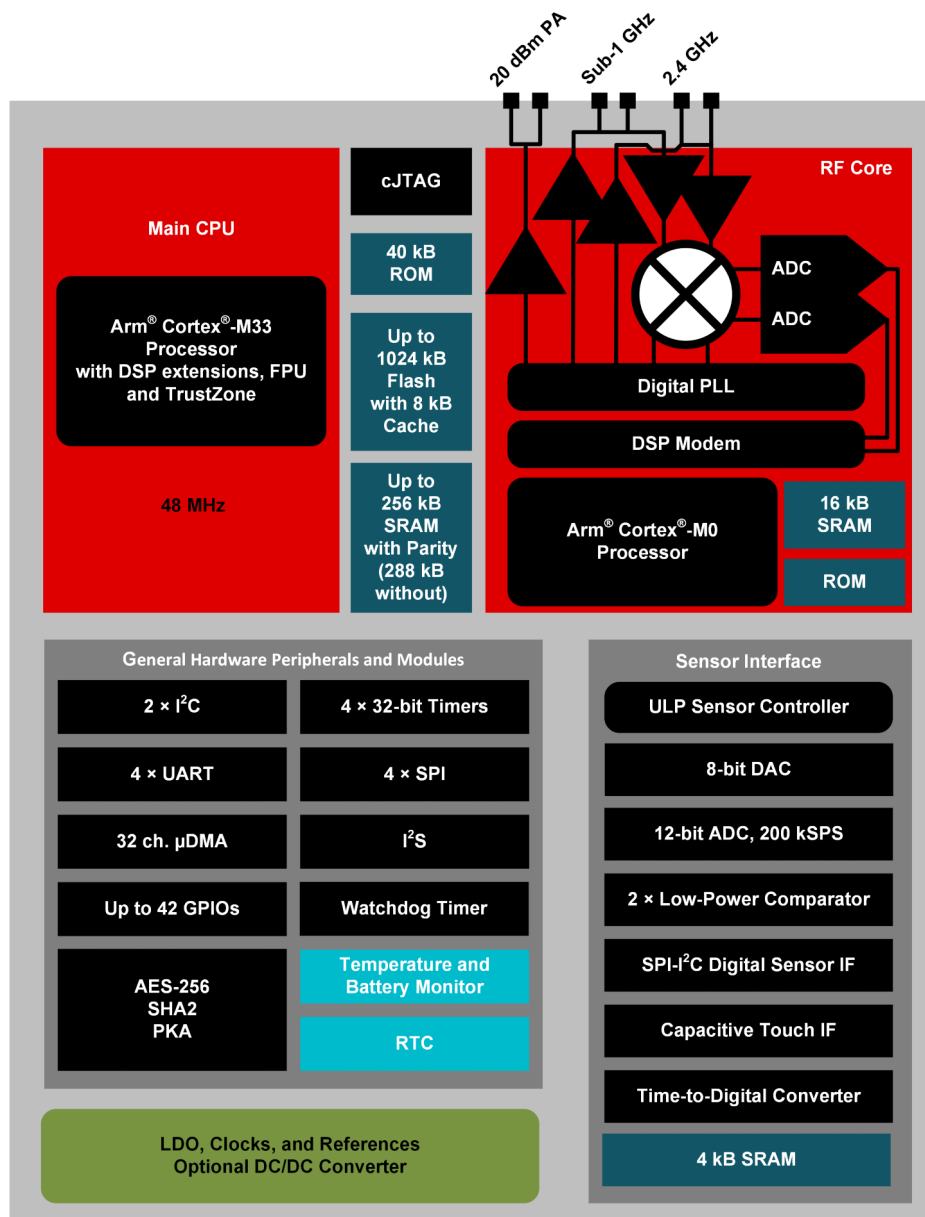 20 dBm PA
Sub-1 GHz
2.4 GHz
Main CPU
Arm® Cortex®-M33
Processor
with DSP extensions, FPU
and TrustZone
48 MHz
cJTAG
40 kB
ROM
Up to
1024 kB
Flash
with 8 kB
Cache
Up to
256 kB
SRAM
with Parity
(288 kB
without)
RF Core
ADC
ADC
Digital PLL
DSP Modem
Arm® Cortex®-M0
Processor
16 kB
SRAM
ROM
General Hardware Peripherals and Modules
2 × I²C
4 × 32-bit Timers
4 × UART
4 × SPI
32 ch. µDMA
I²S
Up to 42 GPIOs
Watchdog Timer
AES-256
SHA2
PKA
Temperature and
Battery Monitor
RTC
LDO, Clocks, and References
Optional DC/DC Converter
Sensor Interface
ULP Sensor Controller
8-bit DAC
12-bit ADC, 200 kSPS
2 × Low-Power Comparator
SPI-I²C Digital Sensor IF
Capacitive Touch IF
Time-to-Digital Converter
4 kB SRAM